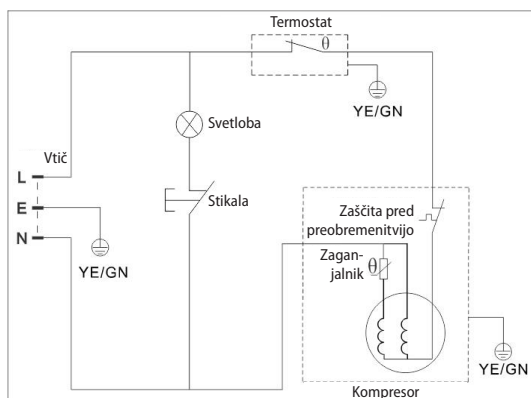 Termostat
θ
YE/GN
Svetloba
Vtič
L
Stikala
E
Zaščita pred
preobremenitvijo
N
YE/GN
Zagan-
jalnik
θ
YE/GN
Kompresor